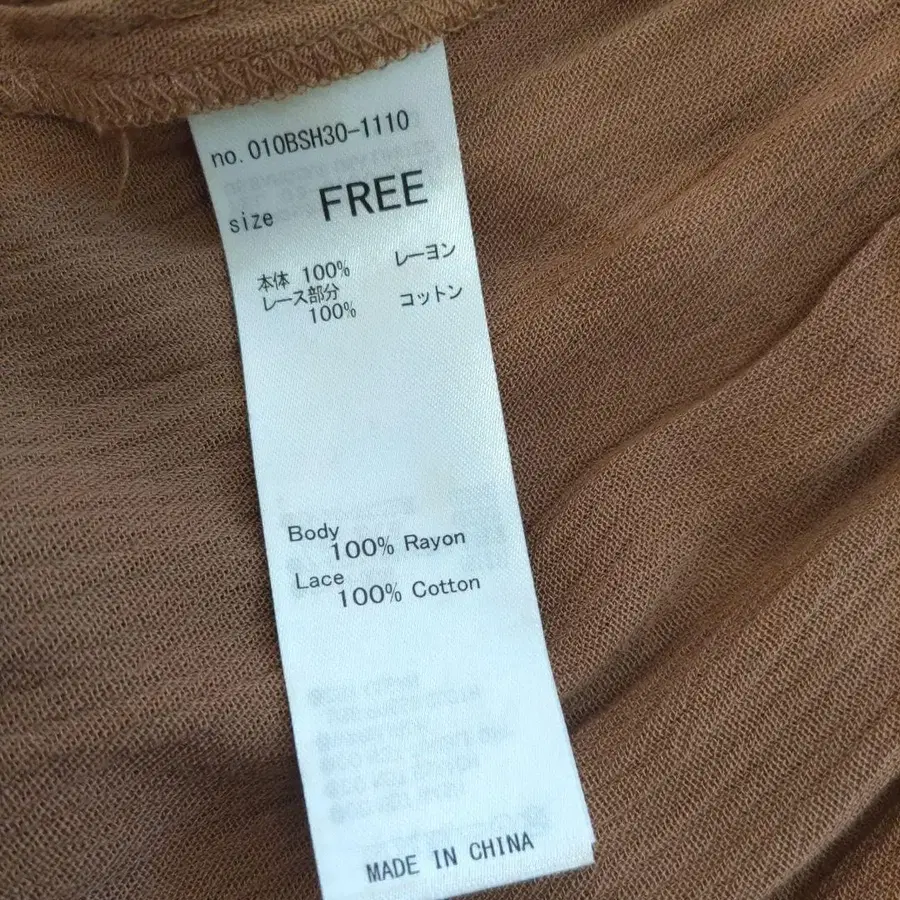 no. 010BSH30-1110
size FREE
本体 100% レーヨン
レース部分
100% コットン
Body
100% Rayon
Lace
100% Cotton
MADE IN CHINA